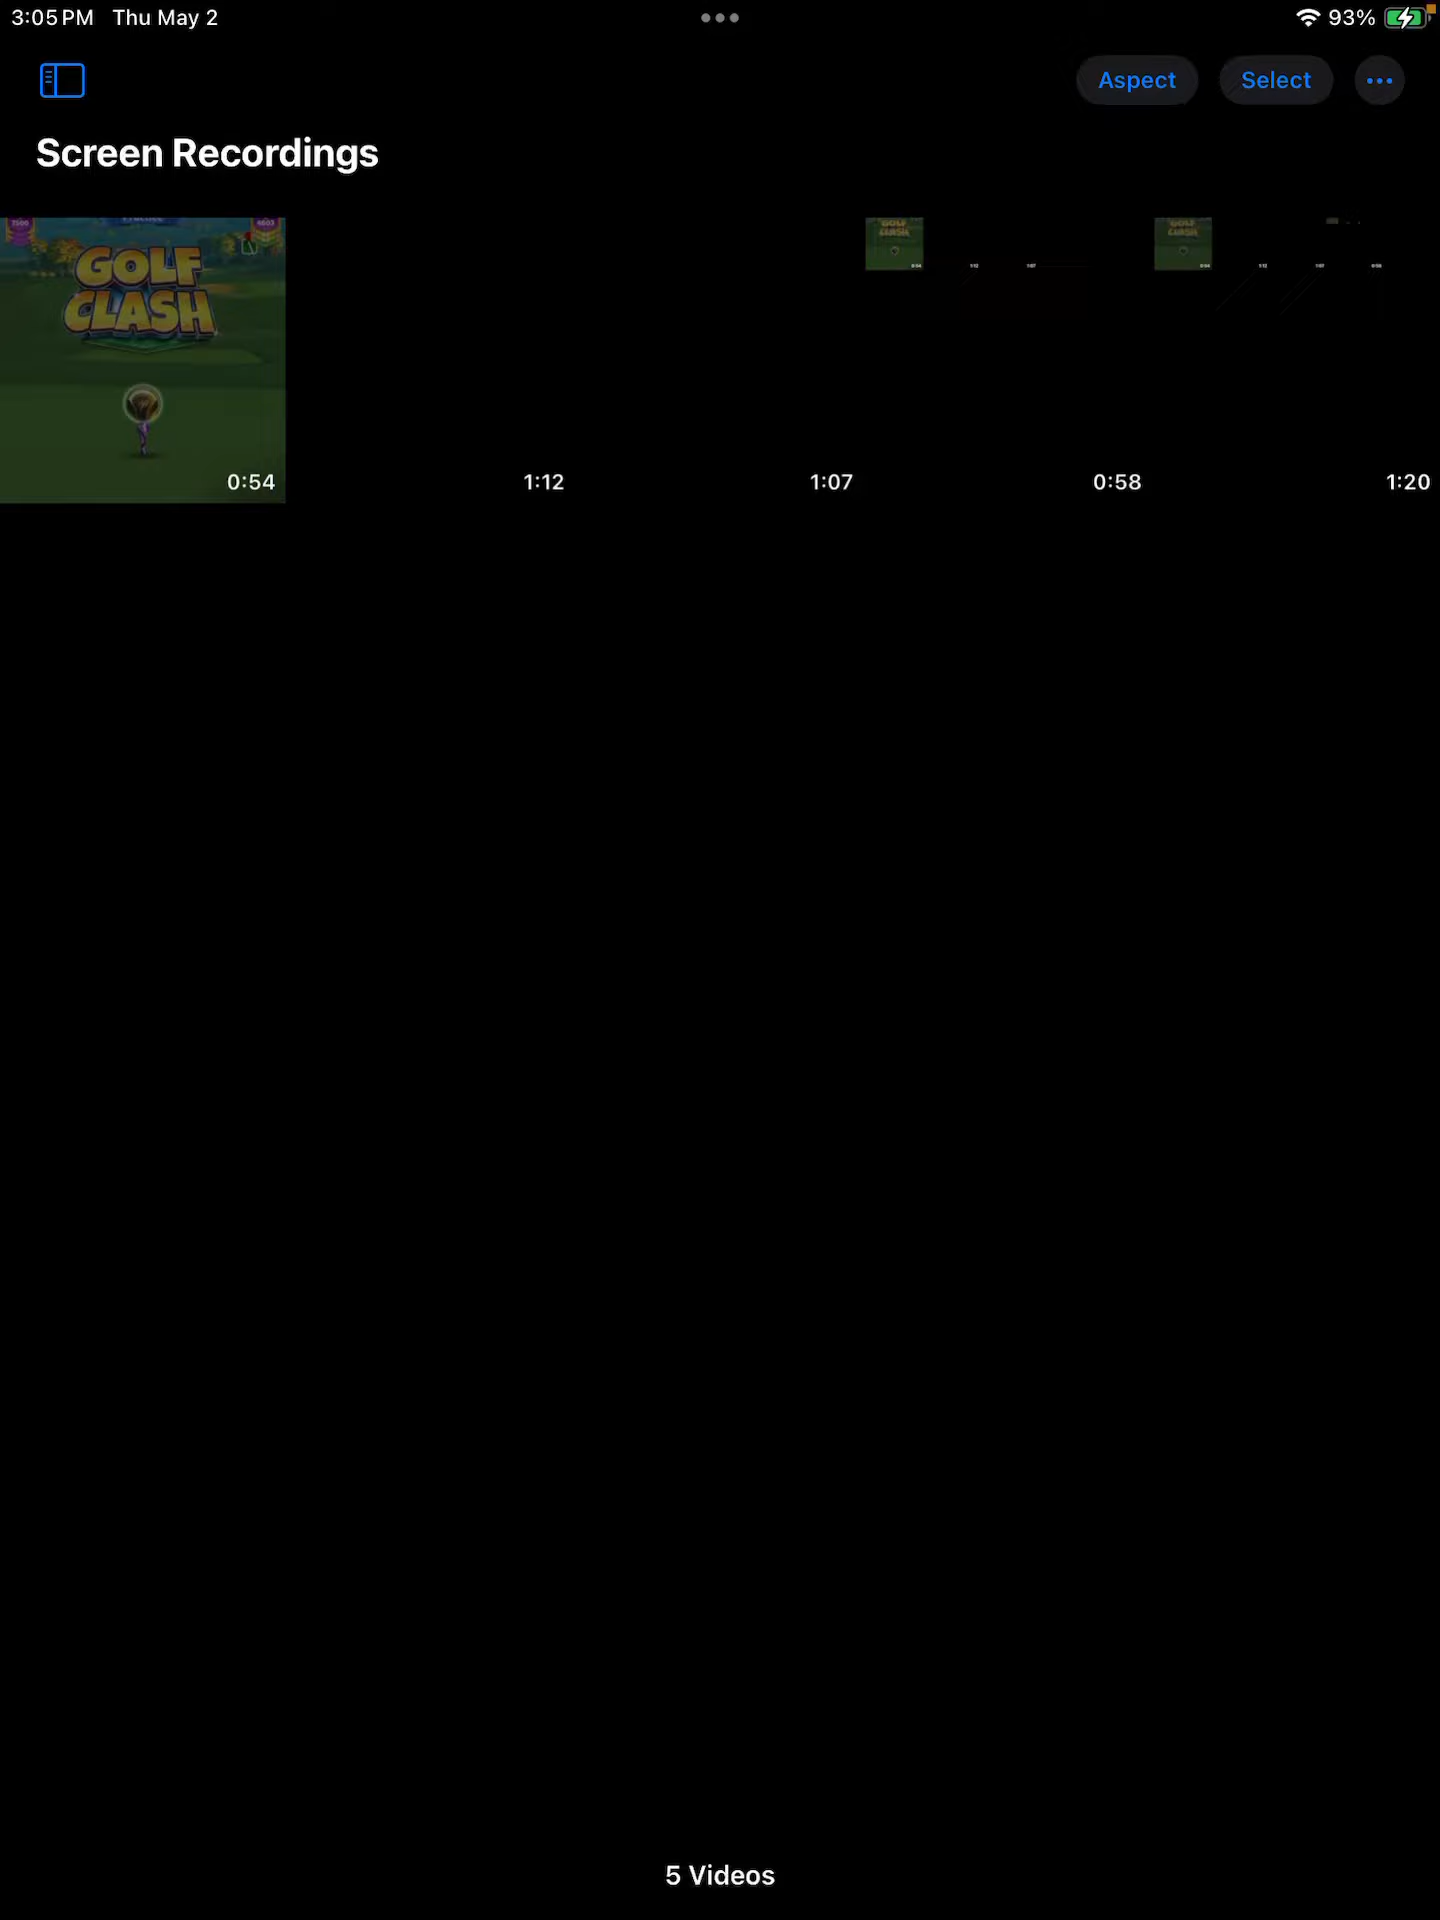 3:05 PM Thu May 2 93%
Aspect Select
Screen Recordings
7500
GOLF
CLASH
0:54 1:12 1:07 0:58 1:20
5 Videos